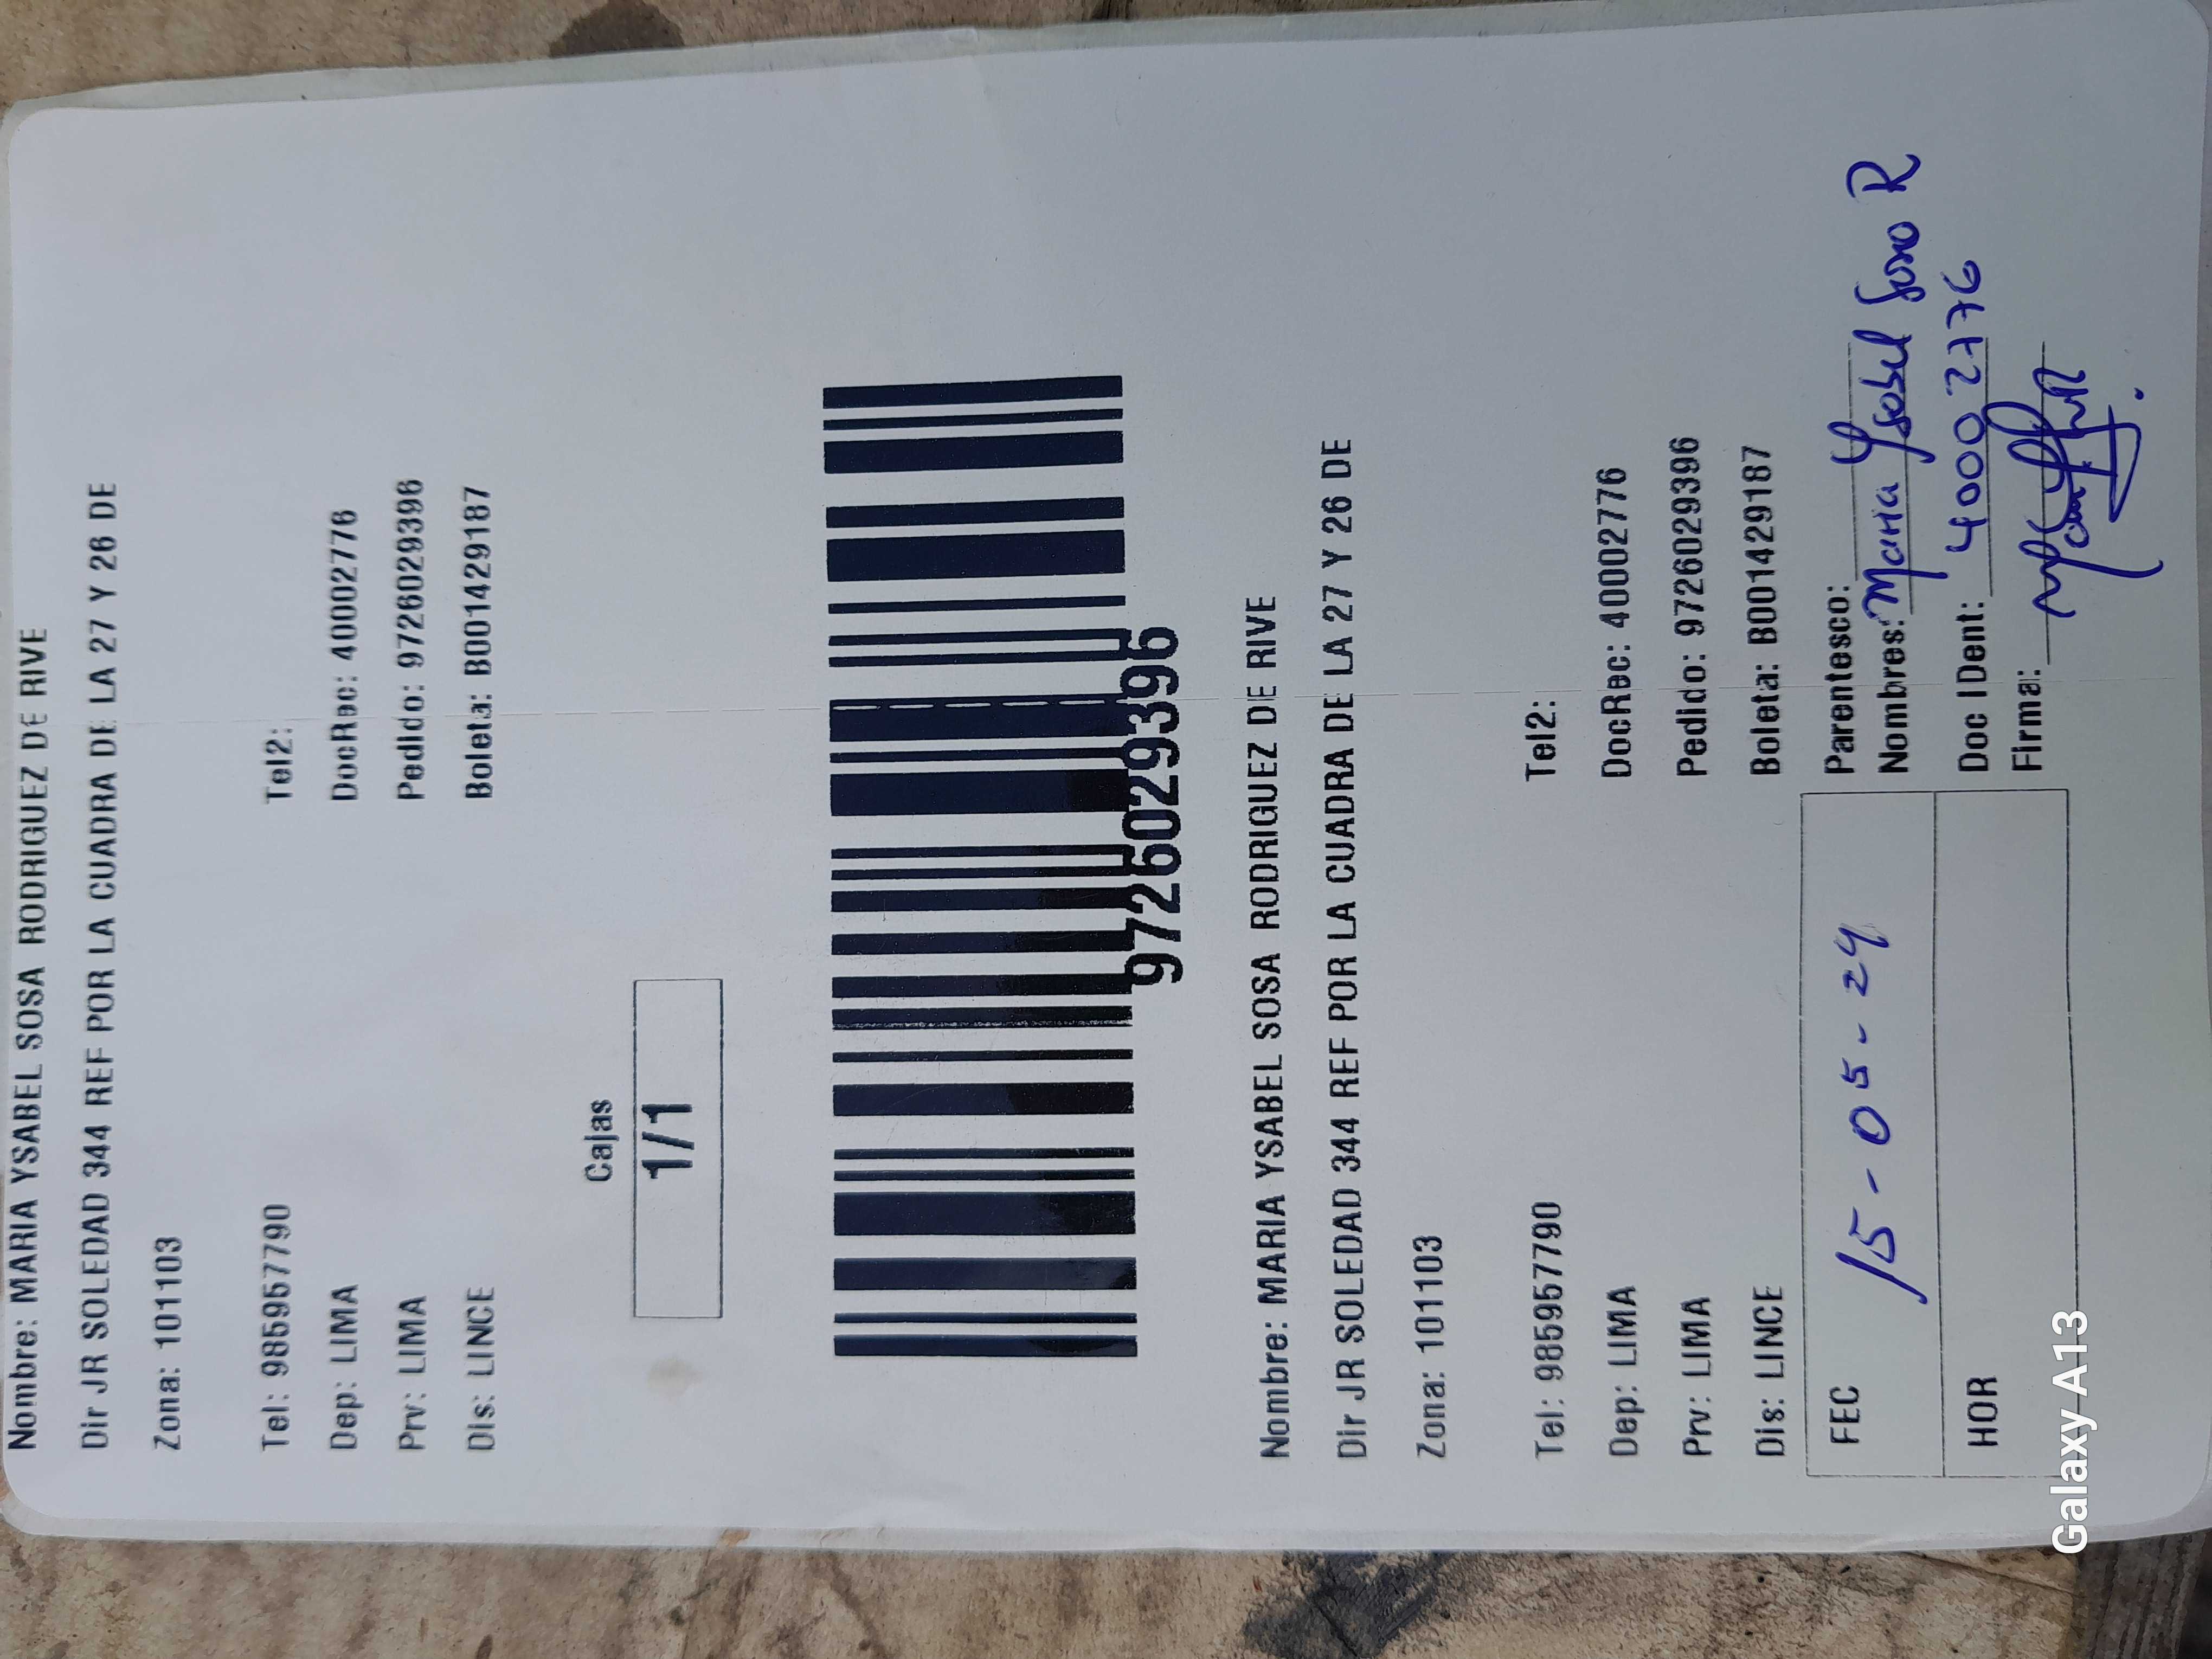 Nombre: MARIA YSABEL SOSA RODRIGUEZ DE RIVE
Dir JR SOLEDAD 344 REF POR LA CUADRA DE LA 27 Y 26 DE
Zona: 101103
Tel: 985957790 Tel2:
Dep: LIMA DocRec: 40002776
Prv: LIMA Pedido: 9726029396
Dis: LINCE Boleta: B001429187
Cajas
1/1
9726029396
Nombre: MARIA YSABEL SOSA RODRIGUEZ DE RIVE
Dir JR SOLEDAD 344 REF POR LA CUADRA DE LA 27 Y 26 DE
Zona: 101103
Tel: 985957790 Tel2:
Dep: LIMA DocRec: 40002776
Prv: LIMA Pedido: 9726029396
Dis: LINCE Boleta: B001429187
FEC 15-05-24 Parentesco:
Nombres: Maria Ysabel Sosa R
HOR Doc IDent: 40002776
Firma:
Galaxy A13